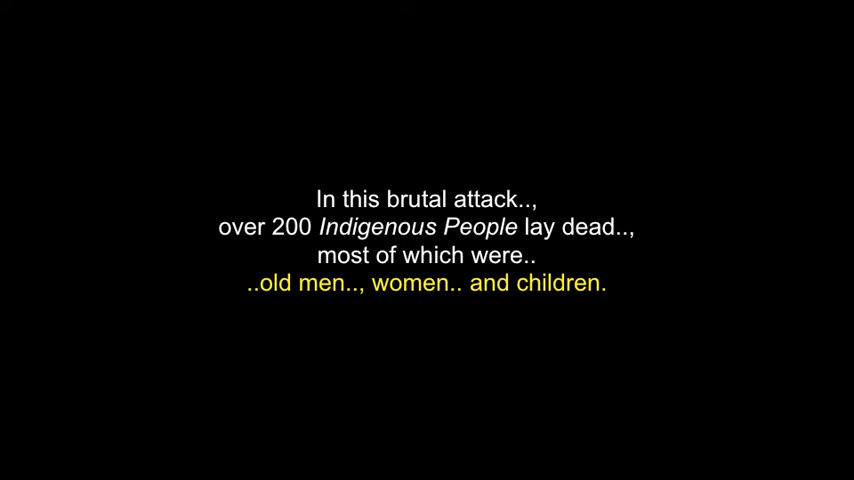 In this brutal attack..,
over 200 Indigenous People lay dead..,
most of which were..
..old men.., women.. and children.